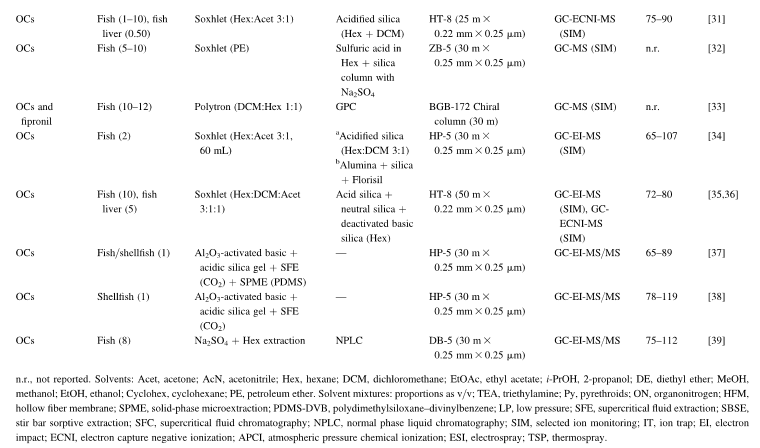 OCs Fish (1–10), fish Soxhlet (Hex:Acet 3:1) Acidified silica HT-8 (25 m × GC-ECNI-MS 75–90 [31]
liver (0.50) (Hex + DCM) 0.22 mm × 0.25 μm) (SIM)
OCs Fish (5–10) Soxhlet (PE) Sulfuric acid in ZB-5 (30 m × GC-MS (SIM) n.r. [32]
Hex + silica 0.25 mm × 0.25 μm)
column with
Na₂SO₄
OCs and Fish (10–12) Polytron (DCM:Hex 1:1) GPC BGB-172 Chiral GC-MS (SIM) n.r. [33]
fipronil column (30 m)
OCs Fish (2) Soxhlet (Hex:Acet 3:1, ᵃAcidified silica HP-5 (30 m × GC-EI-MS 65–107 [34]
60 mL) (Hex:DCM 3:1) 0.25 mm × 0.25 μm) (SIM)
ᵇAlumina + silica
+ Florisil
OCs Fish (10), fish Soxhlet (Hex:DCM:Acet Acid silica + HT-8 (50 m × GC-EI-MS 72–80 [35,36]
liver (5) 3:1:1) neutral silica + 0.22 mm × 0.25 μm) (SIM), GC-
deactivated basic ECNI-MS
silica (Hex) (SIM)
OCs Fish/shellfish (1) Al₂O₃-activated basic + — HP-5 (30 m × GC-EI-MS/MS 65–89 [37]
acidic silica gel + SFE 0.25 mm × 0.25 μm)
(CO₂) + SPME (PDMS)
OCs Shellfish (1) Al₂O₃-activated basic + — HP-5 (30 m × GC-EI-MS/MS 78–119 [38]
acidic silica gel + SFE 0.25 mm × 0.25 μm)
(CO₂)
OCs Fish (8) Na₂SO₄ + Hex extraction NPLC DB-5 (30 m × GC-EI-MS/MS 75–112 [39]
0.25 mm × 0.25 μm)
n.r., not reported. Solvents: Acet, acetone; AcN, acetonitrile; Hex, hexane; DCM, dichloromethane; EtOAc, ethyl acetate; i-PrOH, 2-propanol; DE, diethyl ether; MeOH,
methanol; EtOH, ethanol; Cyclohex, cyclohexane; PE, petroleum ether. Solvent mixtures: proportions as v/v; TEA, triethylamine; Py, pyrethroids; ON, organonitrogen; HFM,
hollow fiber membrane; SPME, solid-phase microextraction; PDMS-DVB, polydimethylsiloxane–divinylbenzene; LP, low pressure; SFE, supercritical fluid extraction; SBSE,
stir bar sorptive extraction; SFC, supercritical fluid chromatography; NPLC, normal phase liquid chromatography; SIM, selected ion monitoring; IT, ion trap; EI, electron
impact; ECNI, electron capture negative ionization; APCI, atmospheric pressure chemical ionization; ESI, electrospray; TSP, thermospray.